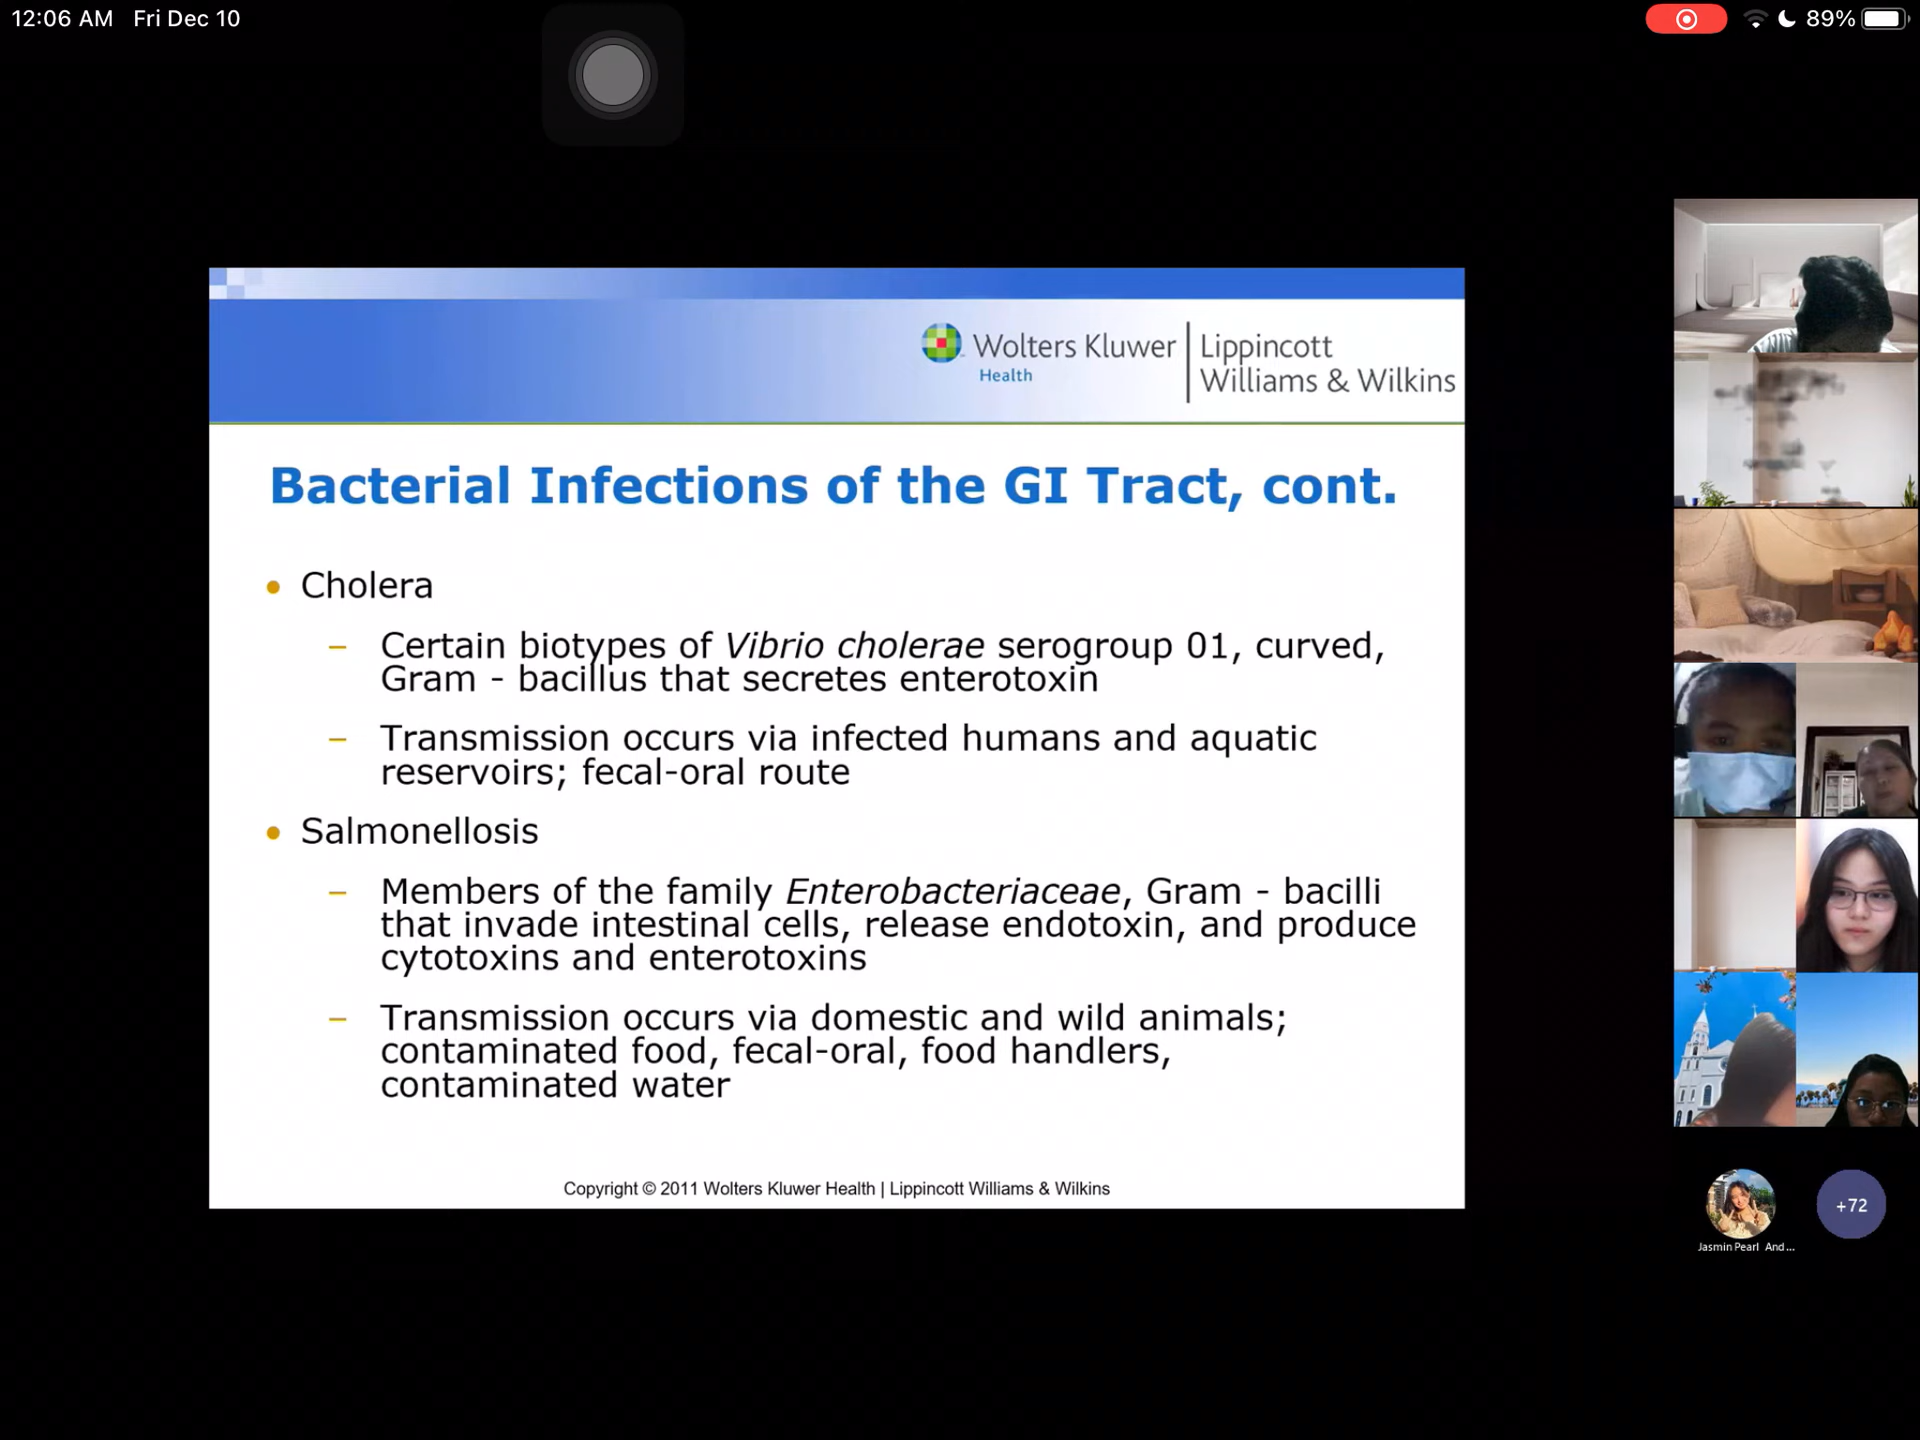 12:06 AM Fri Dec 10
89%
Wolters Kluwer
Health
Lippincott
Williams & Wilkins
Bacterial Infections of the GI Tract, cont.
• Cholera
– Certain biotypes of Vibrio cholerae serogroup 01, curved,
Gram - bacillus that secretes enterotoxin
– Transmission occurs via infected humans and aquatic
reservoirs; fecal-oral route
• Salmonellosis
– Members of the family Enterobacteriaceae, Gram - bacilli
that invade intestinal cells, release endotoxin, and produce
cytotoxins and enterotoxins
– Transmission occurs via domestic and wild animals;
contaminated food, fecal-oral, food handlers,
contaminated water
Copyright © 2011 Wolters Kluwer Health | Lippincott Williams & Wilkins
+72
Jasmin Pearl And...